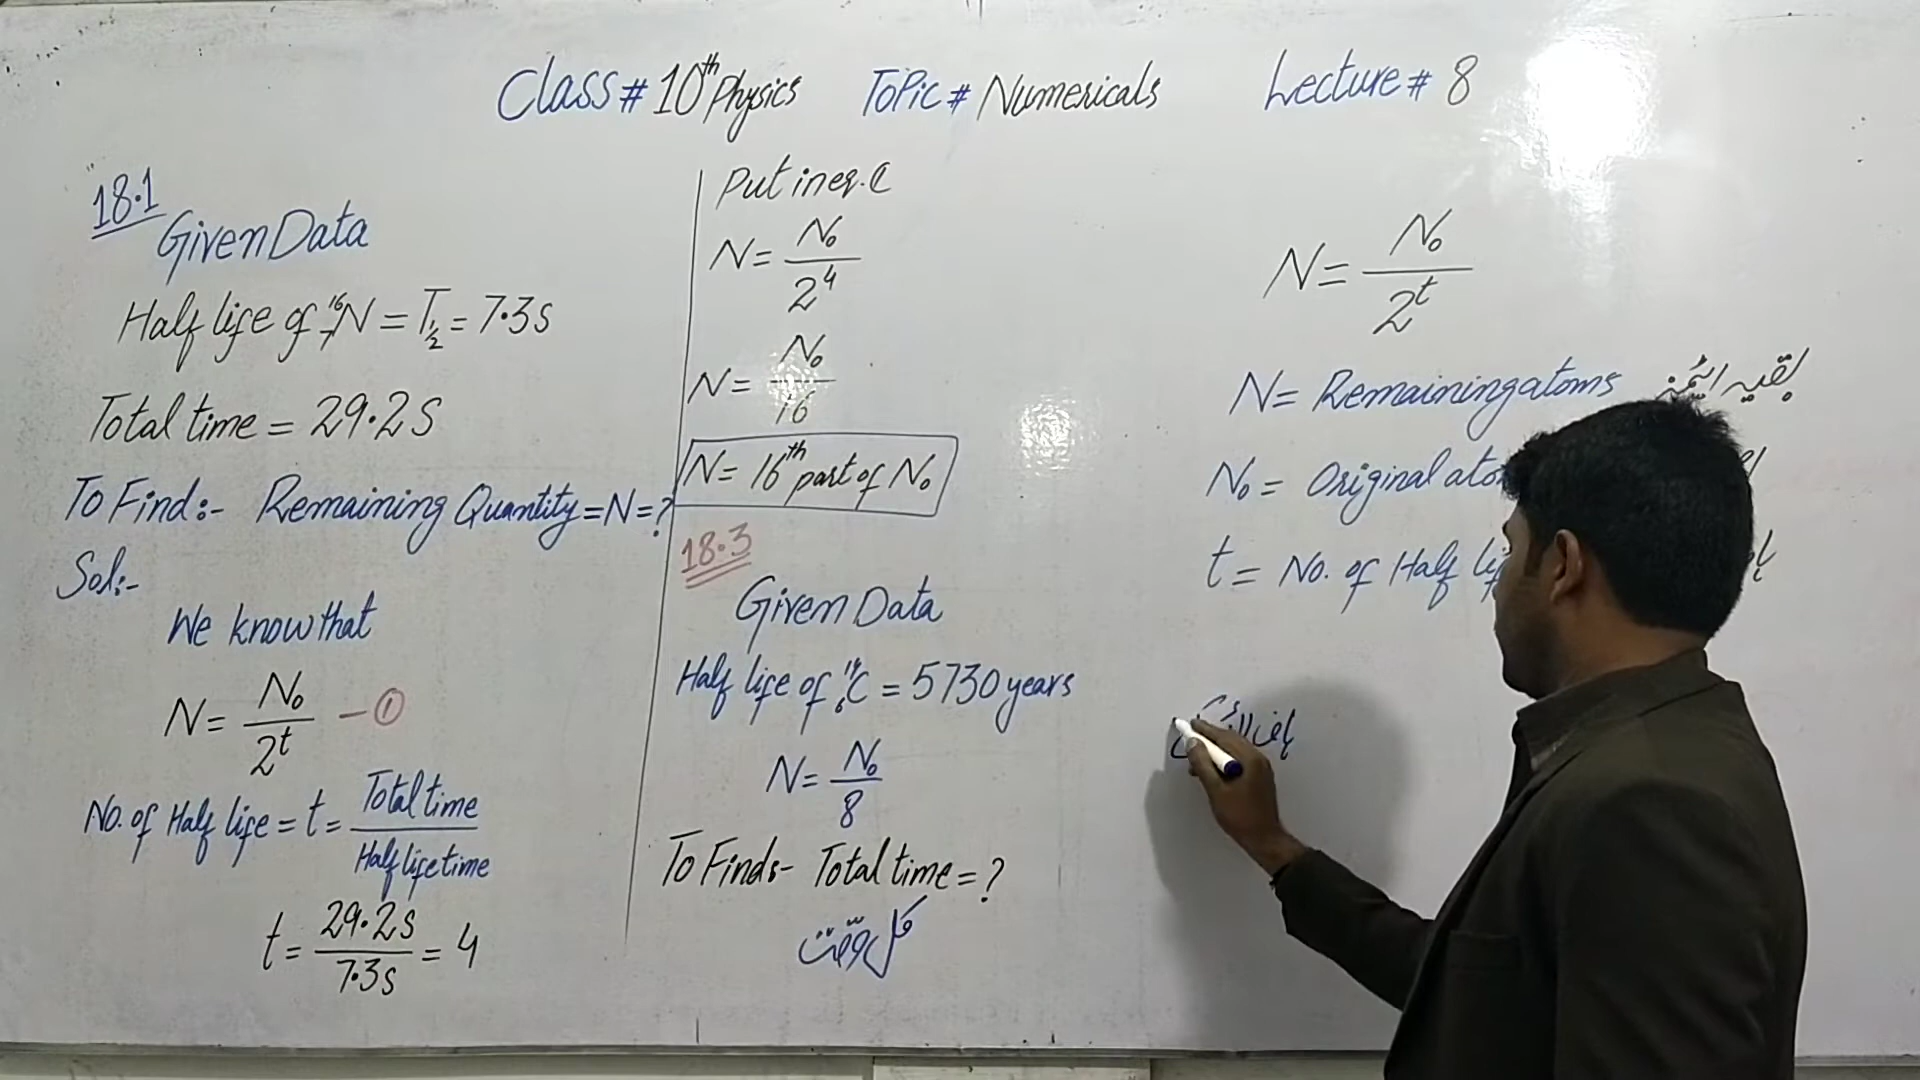 Class # 10th Physics Topic # Numericals Lecture # 8
18.1
Given Data
Half life of ¹⁶₇N = T½ = 7.3s
Total time = 29.2s
To Find:- Remaining Quantity = N = ?
Sol:-
We know that
N = N₀/2ᵗ — ①
No. of Half life = t = Total time / Half life time
t = 29.2s / 7.3s = 4
Put in eq.
N = N₀/2⁴
N = N₀/16
N = 16th part of N₀
18.3
Given Data
Half life of ¹⁴₆C = 5730 years
N = N₀/8
To Find:- Total time = ?
کل وقت
N = N₀/2ᵗ
N = Remaining atoms بقیہ ایٹمز
N₀ = Original
t = No. of Half
ہاف لائف